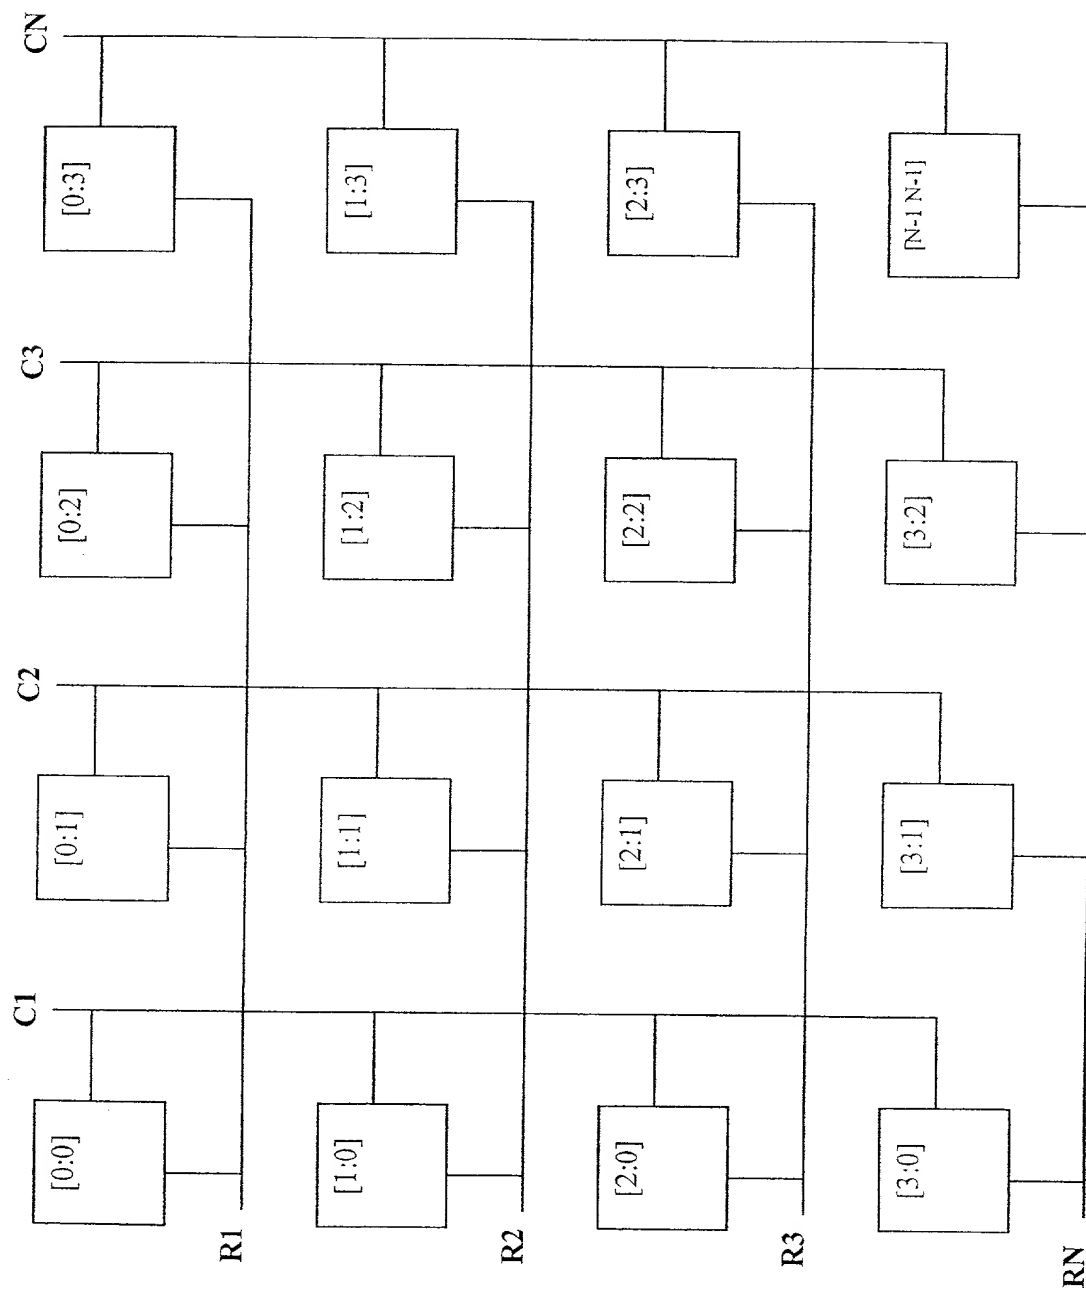 C1
C2
C3
CN
[0:0]
[0:1]
[0:2]
[0:3]
R1
[1:0]
[1:1]
[1:2]
[1:3]
R2
[2:0]
[2:1]
[2:2]
[2:3]
R3
[3:0]
[3:1]
[3:2]
[N-1 N-1]
RN